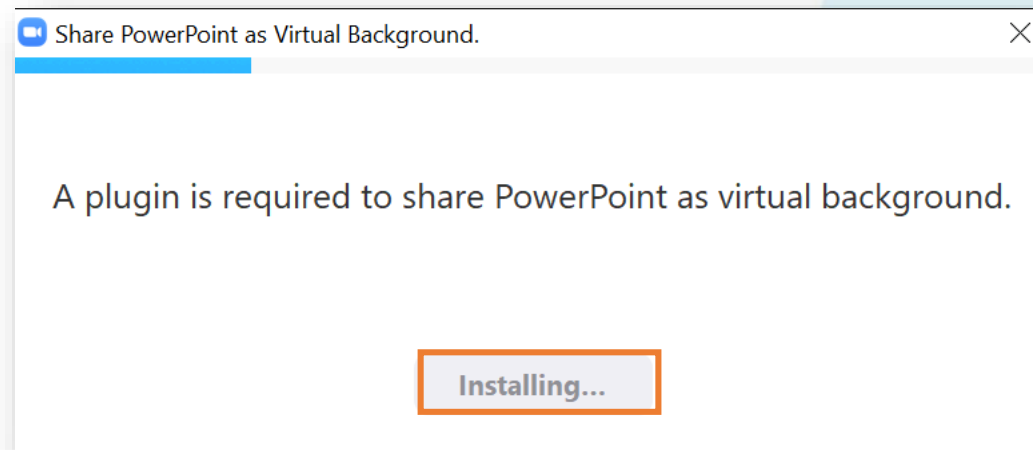 Share PowerPoint as Virtual Background.
A plugin is required to share PowerPoint as virtual background.
Installing...